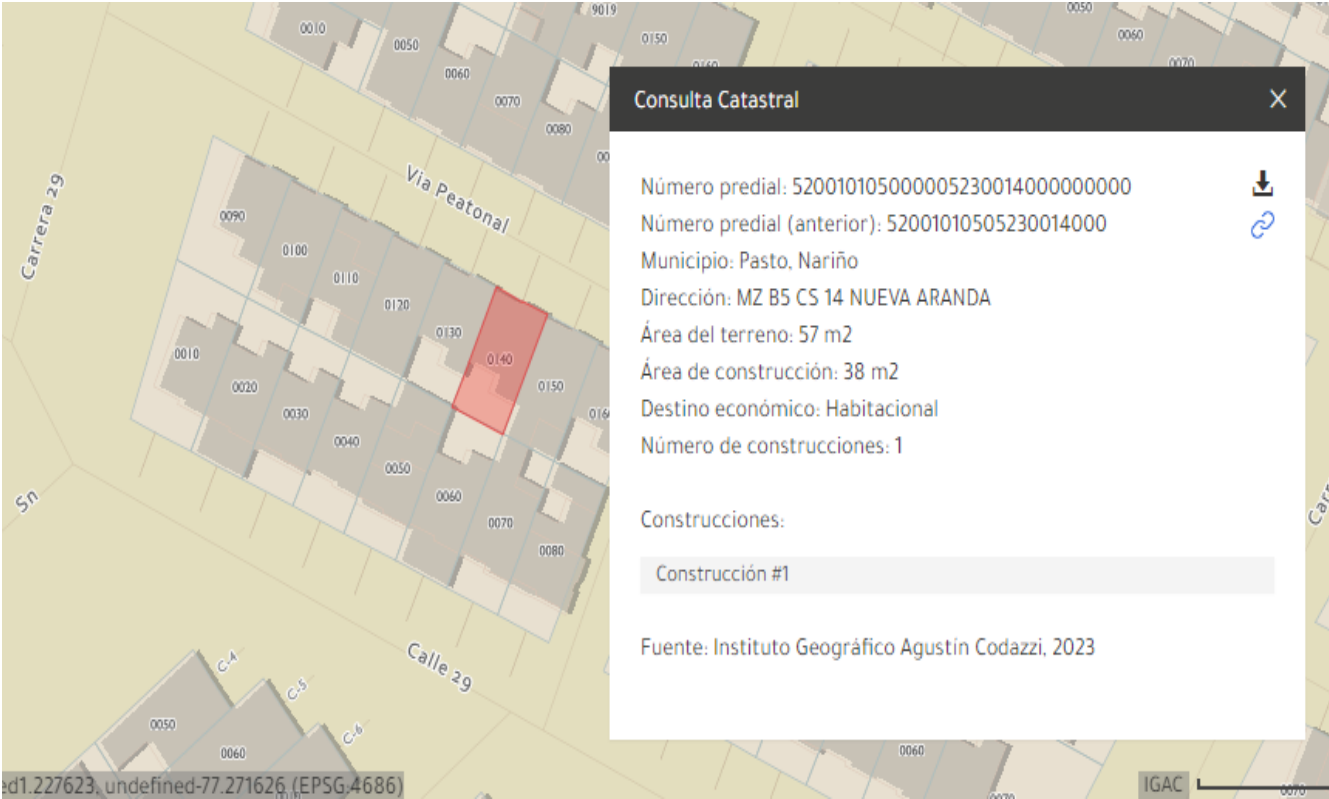 9019
0050
0010
0050
0150
0060
0060
0160
0070
0070
0080
Consulta Catastral
Número predial: 520010105000005230014000000000
Número predial (anterior): 52001010505230014000
Municipio: Pasto, Nariño
Dirección: MZ B5 CS 14 NUEVA ARANDA
Área del terreno: 57 m2
Área de construcción: 38 m2
Destino económico: Habitacional
Número de construcciones: 1
Construcciones:
Construcción #1
Fuente: Instituto Geográfico Agustín Codazzi, 2023
Via Peatonal
Carrera 29
0090
0100
0110
0120
0130
0140
0150
0010
0020
0030
0040
0050
0060
0070
0080
Sn
Calle 29
C-4
C-5
C-6
0050
0060
0060
0070
0070
ed1.227623, undefined-77.271626 (EPSG:4686)
IGAC